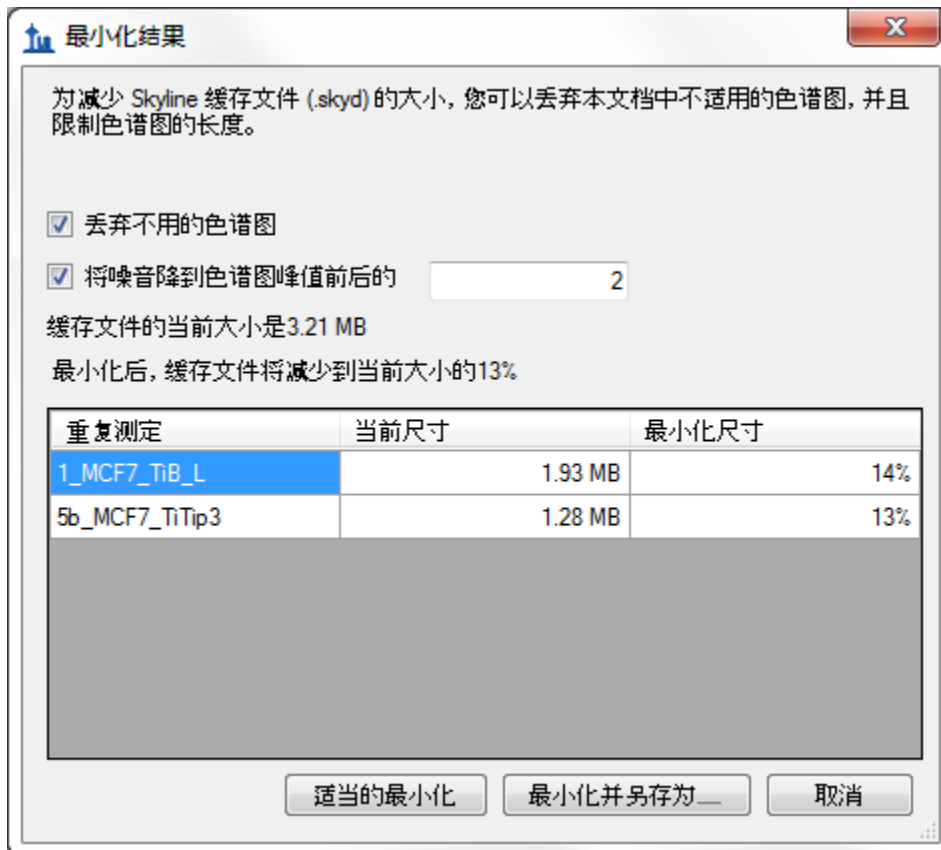 最小化结果
为减少 Skyline 缓存文件 (.skyd) 的大小, 您可以丢弃本文档中不适用的色谱图, 并且
限制色谱图的长度。
丢弃不用的色谱图
将噪音降到色谱图峰值前后的 2
缓存文件的当前大小是3.21 MB
最小化后, 缓存文件将减少到当前大小的13%
重复测定 当前尺寸 最小化尺寸
1_MCF7_TiB_L 1.93 MB 14%
5b_MCF7_TiTip3 1.28 MB 13%
适当的最小化 最小化并另存为...... 取消